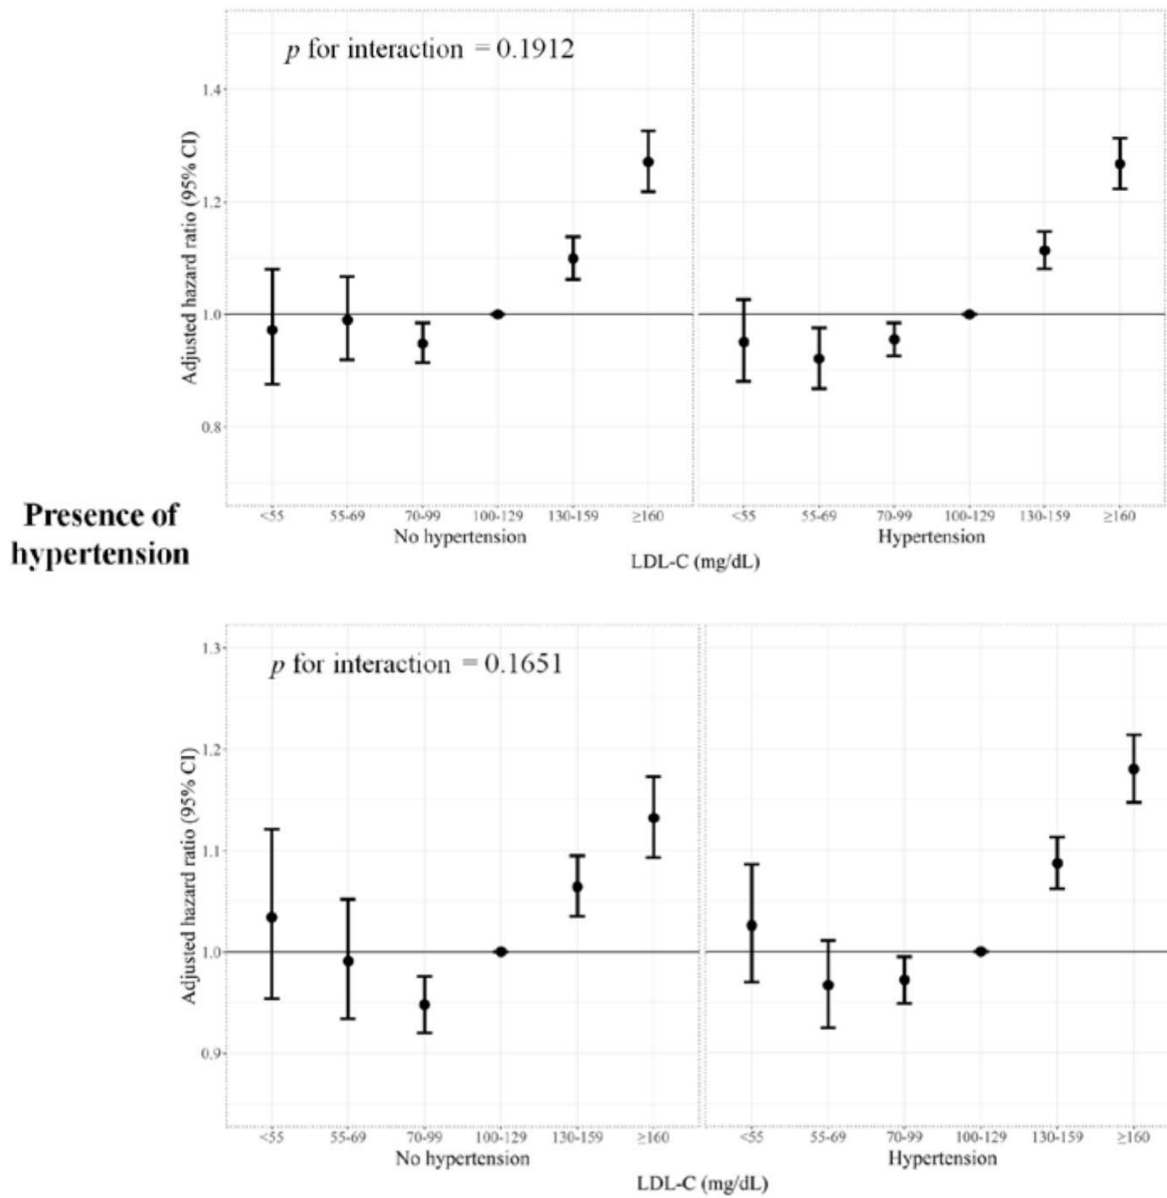 p for interaction = 0.1912
Adjusted hazard ratio (95% CI)
1.4
1.2
1.0
0.8
<55 55-69 70-99 100-129 130-159 ≥160 <55 55-69 70-99 100-129 130-159 ≥160
No hypertension Hypertension
LDL-C (mg/dL)
Presence of
hypertension
p for interaction = 0.1651
Adjusted hazard ratio (95% CI)
1.3
1.2
1.1
1.0
0.9
<55 55-69 70-99 100-129 130-159 ≥160 <55 55-69 70-99 100-129 130-159 ≥160
No hypertension Hypertension
LDL-C (mg/dL)